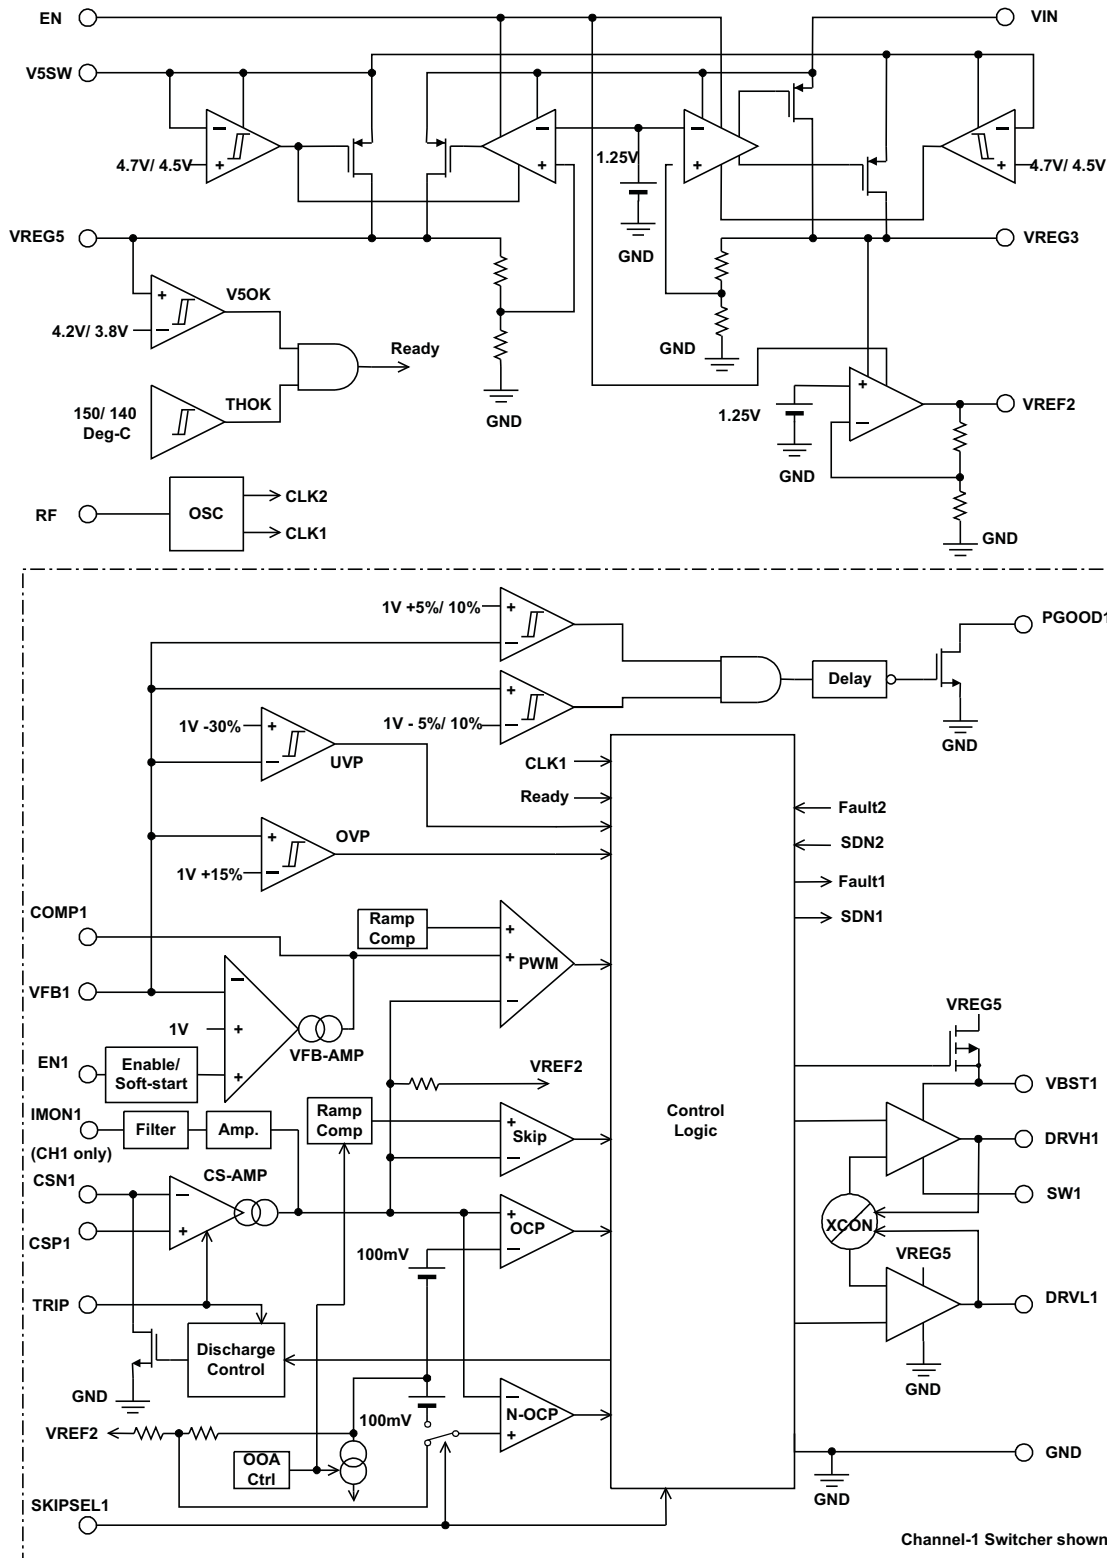 EN
VIN
V5SW
−
+
4.7V/ 4.5V
−
+
1.25V
GND
−
+
−
+
4.7V/ 4.5V
VREG5
VREG3
+
−
V5OK
4.2V/ 3.8V
Ready
THOK
150/ 140
Deg-C
GND
GND
1.25V
GND
+
−
VREF2
GND
RF
OSC
CLK2
CLK1
1V +5%/ 10%
+
−
PGOOD1
1V - 5%/ 10%
+
−
Delay
GND
1V -30%
+
−
UVP
CLK1
Ready
Fault2
SDN2
Fault1
SDN1
+
−
OVP
1V +15%
COMP1
Ramp
Comp
+
+
−
PWM
VFB1
−
1V
+
+
VFB-AMP
EN1
Enable/
Soft-start
VREF2
VREG5
VBST1
IMON1
(CH1 only)
Filter
Amp.
Ramp
Comp
+
−
Skip
Control
Logic
DRVH1
CS-AMP
CSN1
−
+
CSP1
SW1
+
−
OCP
XCON
100mV
VREG5
TRIP
DRVL1
Discharge
Control
GND
GND
100mV
−
+
N-OCP
VREF2
OOA
Ctrl
GND
GND
SKIPSEL1
Channel-1 Switcher shown